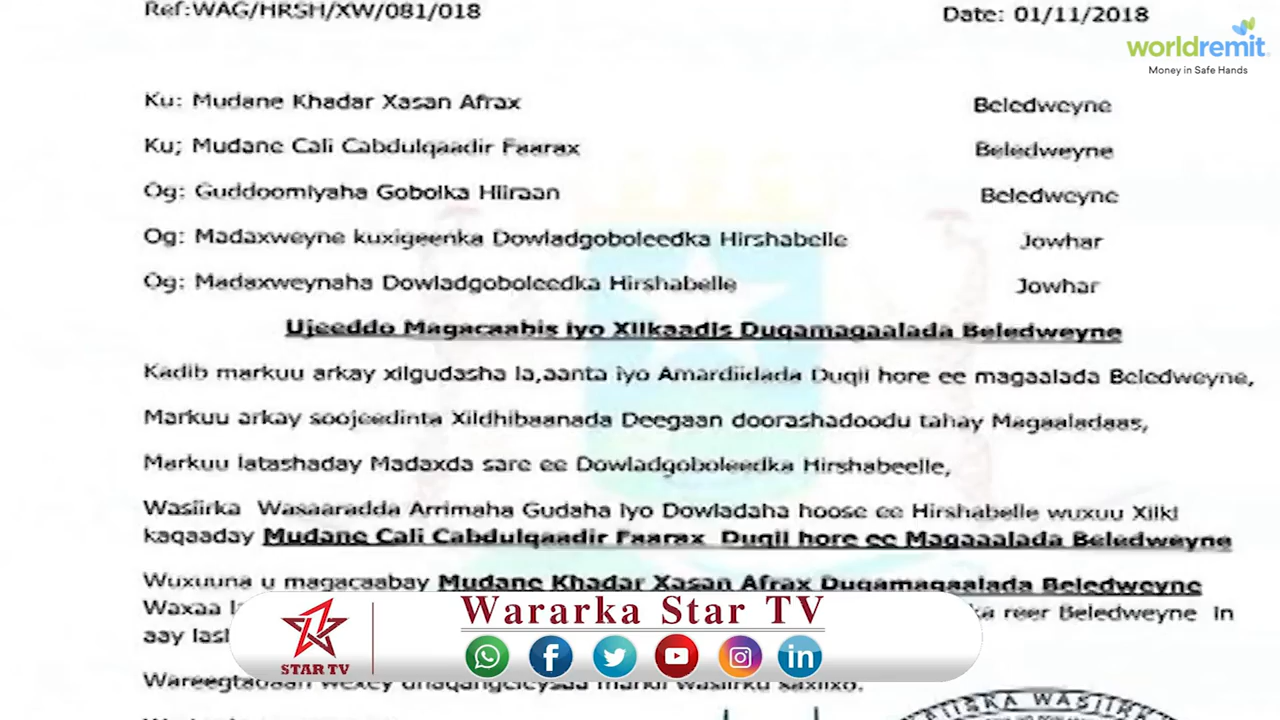 Ref:WAG/HRSH/XW/081/018 Date: 01/11/2018
worldremit
Money in Safe Hands
Ku: Mudane Khadar Xasan Afrax Beledweyne
Ku; Mudane Cali Cabdulqaadir Faarax Beledweyne
Og: Guddoomiyaha Gobolka Hiiraan Beledweyne
Og: Madaxweyne kuxigeenka Dowladgoboleedka Hirshabelle Jowhar
Og: Madaxweynaha Dowladgoboleedka Hirshabelle Jowhar
Ujeeddo Magacaabis iyo Xilkaadis Duqamagaalada Beledweyne
Kadib markuu arkay xilgudasha la,aanta iyo Amardiidada Duqii hore ee magaalada Beledweyne,
Markuu arkay soojeedinta Xildhibaanada Deegaan doorashadoodu tahay Magaaladaas,
Markuu latashaday Madaxda sare ee Dowladgoboleedka Hirshabeelle,
Wasiirka Wasaaradda Arrimaha Gudaha iyo Dowladaha hoose ee Hirshabelle wuxuu Xilki
kaqaaday Mudane Cali Cabdulqaadir Faarax Duqii hore ee Magaaalada Beledweyne
Wuxuuna u magacaabay Mudane Khadar Xasan Afrax Duqamagaalada Beledweyne
Waxaa reer Beledweyne in
aay
Wararka Star TV
STAR TV
WASIIRK